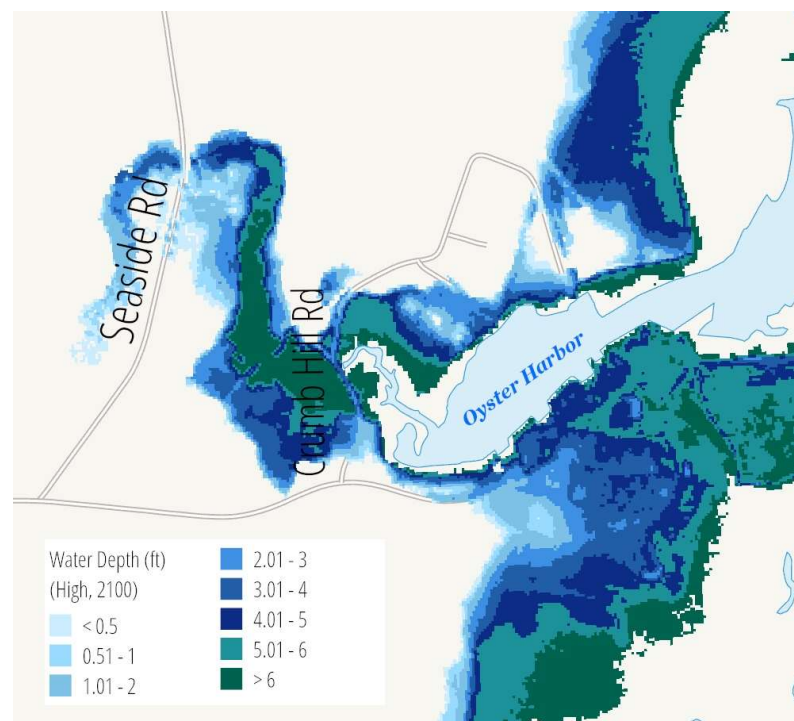 Seaside Rd
Crumb Hill Rd
Oyster Harbor
Water Depth (ft)
(High, 2100)
< 0.5
0.51 - 1
1.01 - 2
2.01 - 3
3.01 - 4
4.01 - 5
5.01 - 6
> 6